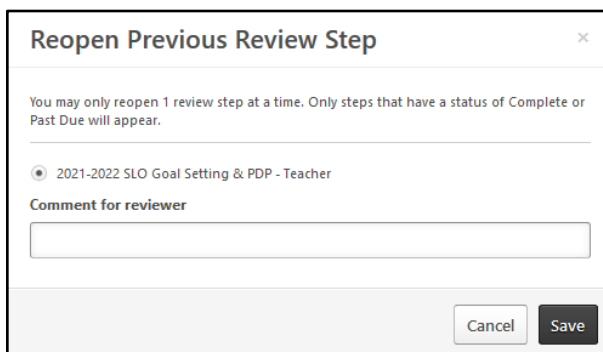 Reopen Previous Review Step
×
You may only reopen 1 review step at a time. Only steps that have a status of Complete or
Past Due will appear.
2021-2022 SLO Goal Setting & PDP - Teacher
Comment for reviewer
Cancel Save